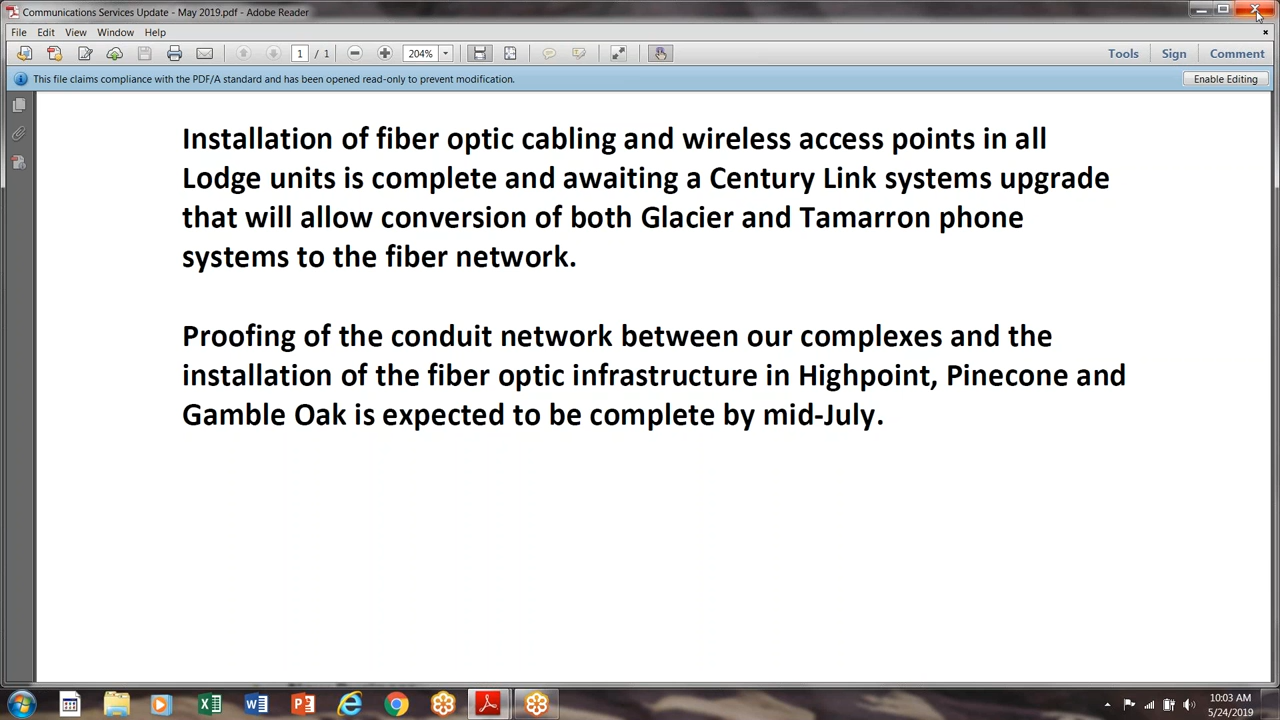 Communications Services Update - May 2019.pdf - Adobe Reader
File Edit View Window Help
1 / 1 204% Tools Sign Comment
This file claims compliance with the PDF/A standard and has been opened read-only to prevent modification. Enable Editing
Installation of fiber optic cabling and wireless access points in all
Lodge units is complete and awaiting a Century Link systems upgrade
that will allow conversion of both Glacier and Tamarron phone
systems to the fiber network.
Proofing of the conduit network between our complexes and the
installation of the fiber optic infrastructure in Highpoint, Pinecone and
Gamble Oak is expected to be complete by mid-July.
10:03 AM
5/24/2019